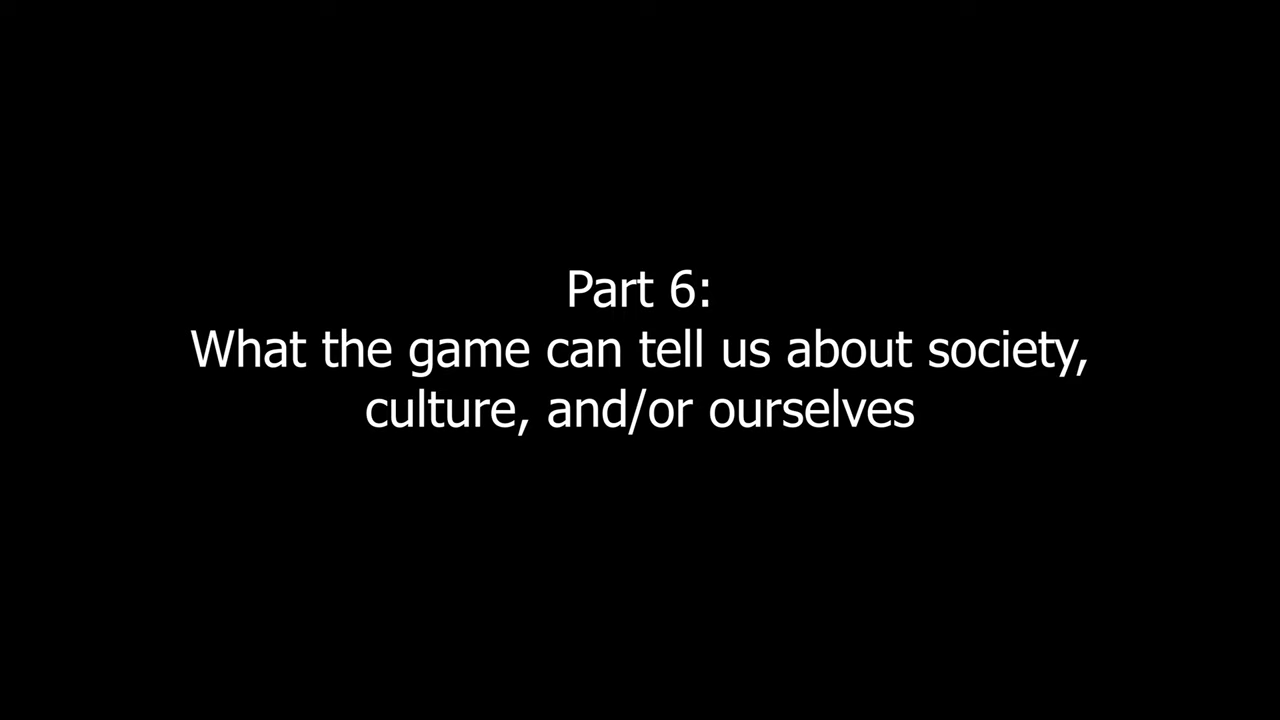 Part 6:
What the game can tell us about society,
culture, and/or ourselves